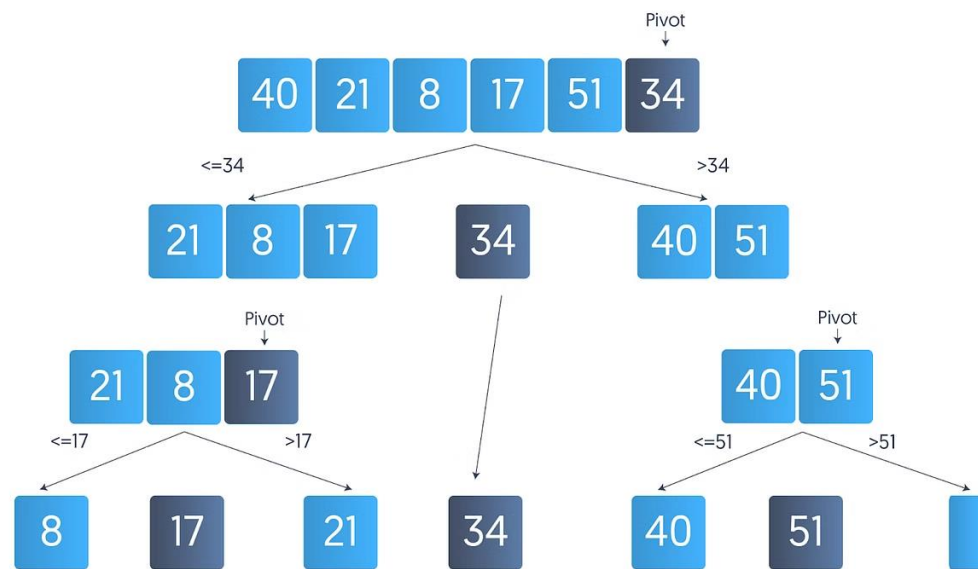 Pivot
40 21 8 17 51 34
<=34 >34
21 8 17 34 40 51
Pivot Pivot
21 8 17 40 51
<=17 >17 <=51 >51
8 17 21 34 40 51